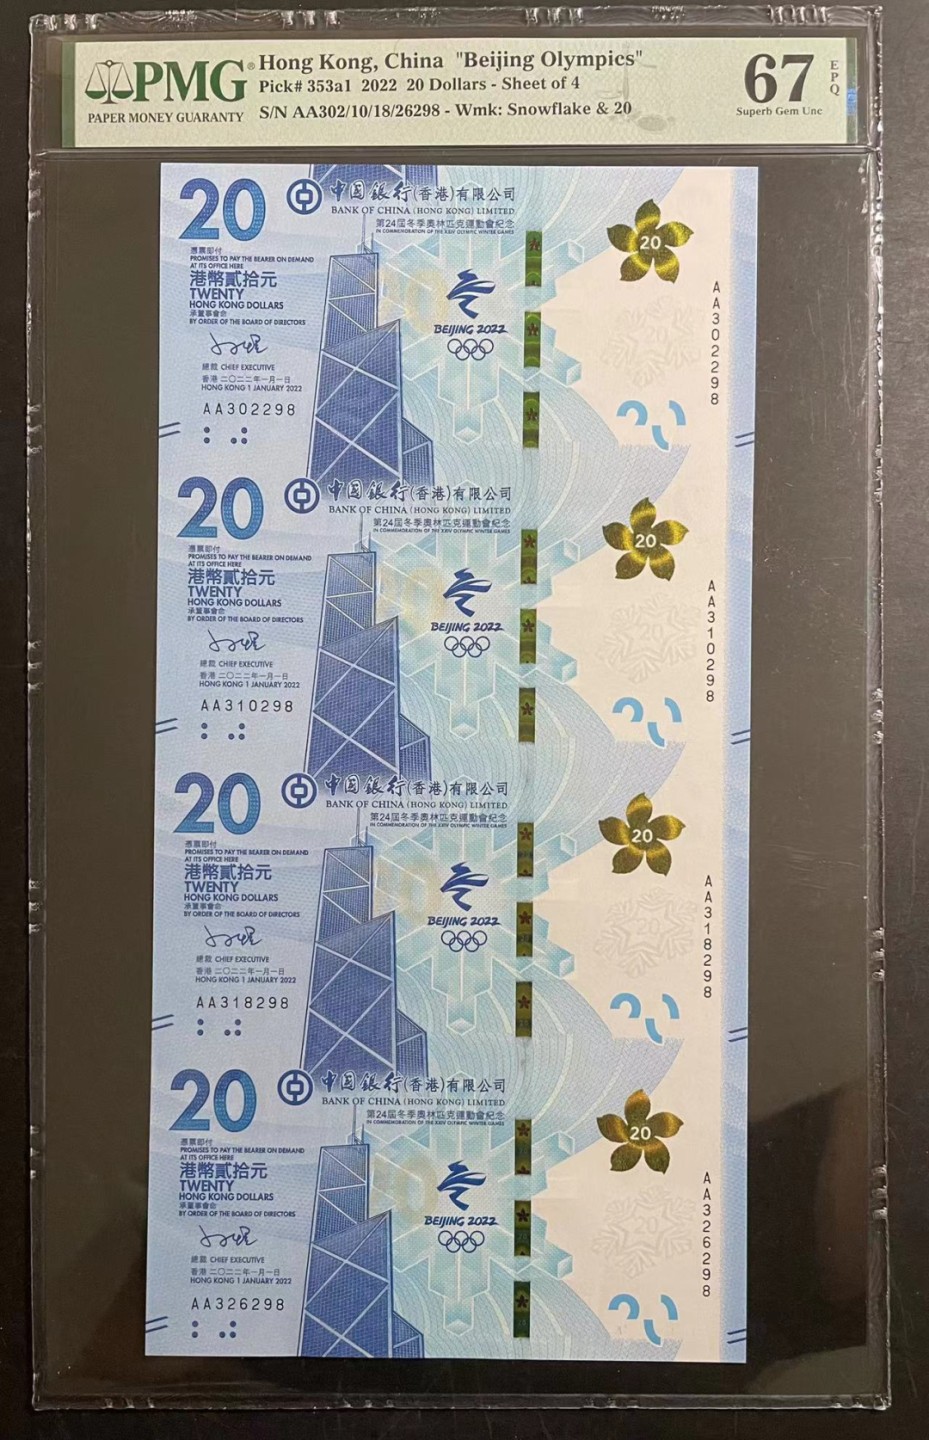 PMG
PAPER MONEY GUARANTY
Hong Kong, China "Beijing Olympics"
Pick# 353a1 2022 20 Dollars - Sheet of 4
S/N AA302/10/18/26298 - Wmk: Snowflake & 20
67
EPQ
Superb Gem Unc
20
中国銀行(香港)有限公司
BANK OF CHINA (HONG KONG) LIMITED
第24屆冬季奧林匹克運動會紀念
IN COMMEMORATION OF THE XXIV OLYMPIC WINTER GAMES
憑票即付
PROMISES TO PAY THE BEARER ON DEMAND
AT ITS OFFICE HERE
港幣貳拾元
TWENTY
HONG KONG DOLLARS
承董事會命
BY ORDER OF THE BOARD OF DIRECTORS
總裁 CHIEF EXECUTIVE
香港 二〇二二年一月一日
HONG KONG 1 JANUARY 2022
AA302298
BEIJING 2022
20
20
AA302298
20
中国銀行(香港)有限公司
BANK OF CHINA (HONG KONG) LIMITED
第24屆冬季奧林匹克運動會紀念
IN COMMEMORATION OF THE XXIV OLYMPIC WINTER GAMES
憑票即付
PROMISES TO PAY THE BEARER ON DEMAND
AT ITS OFFICE HERE
港幣貳拾元
TWENTY
HONG KONG DOLLARS
承董事會命
BY ORDER OF THE BOARD OF DIRECTORS
總裁 CHIEF EXECUTIVE
香港 二〇二二年一月一日
HONG KONG 1 JANUARY 2022
AA310298
BEIJING 2022
20
20
AA310298
20
中国銀行(香港)有限公司
BANK OF CHINA (HONG KONG) LIMITED
第24屆冬季奧林匹克運動會紀念
IN COMMEMORATION OF THE XXIV OLYMPIC WINTER GAMES
憑票即付
PROMISES TO PAY THE BEARER ON DEMAND
AT ITS OFFICE HERE
港幣貳拾元
TWENTY
HONG KONG DOLLARS
承董事會命
BY ORDER OF THE BOARD OF DIRECTORS
總裁 CHIEF EXECUTIVE
香港 二〇二二年一月一日
HONG KONG 1 JANUARY 2022
AA318298
BEIJING 2022
20
20
AA318298
20
中国銀行(香港)有限公司
BANK OF CHINA (HONG KONG) LIMITED
第24屆冬季奧林匹克運動會紀念
IN COMMEMORATION OF THE XXIV OLYMPIC WINTER GAMES
憑票即付
PROMISES TO PAY THE BEARER ON DEMAND
AT ITS OFFICE HERE
港幣貳拾元
TWENTY
HONG KONG DOLLARS
承董事會命
BY ORDER OF THE BOARD OF DIRECTORS
總裁 CHIEF EXECUTIVE
香港 二〇二二年一月一日
HONG KONG 1 JANUARY 2022
AA326298
BEIJING 2022
20
20
AA326298